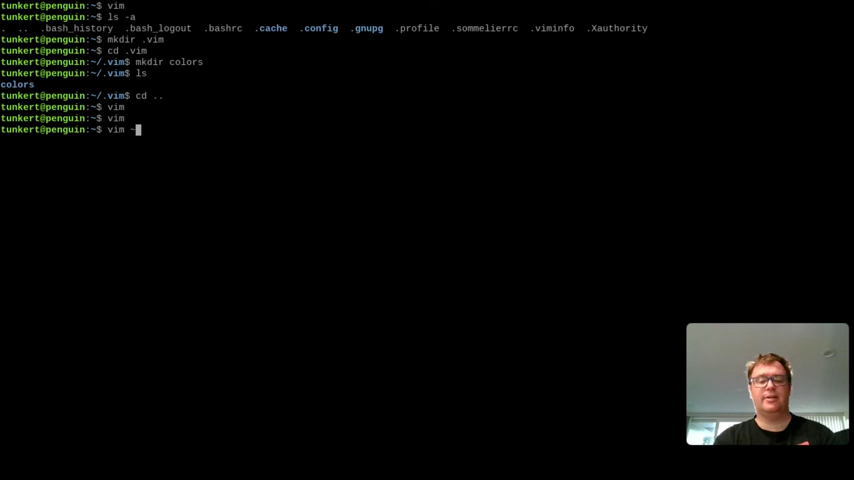 tunkert@penguin:~$ vim
tunkert@penguin:~$ ls -a
.  ..  .bash_history  .bash_logout  .bashrc  .cache  .config  .gnupg  .profile  .sommelierrc  .viminfo  .Xauthority
tunkert@penguin:~$ mkdir .vim
tunkert@penguin:~$ cd .vim
tunkert@penguin:~/.vim$ mkdir colors
tunkert@penguin:~/.vim$ ls
colors
tunkert@penguin:~/.vim$ cd ..
tunkert@penguin:~$ vim
tunkert@penguin:~$ vim
tunkert@penguin:~$ vim ~